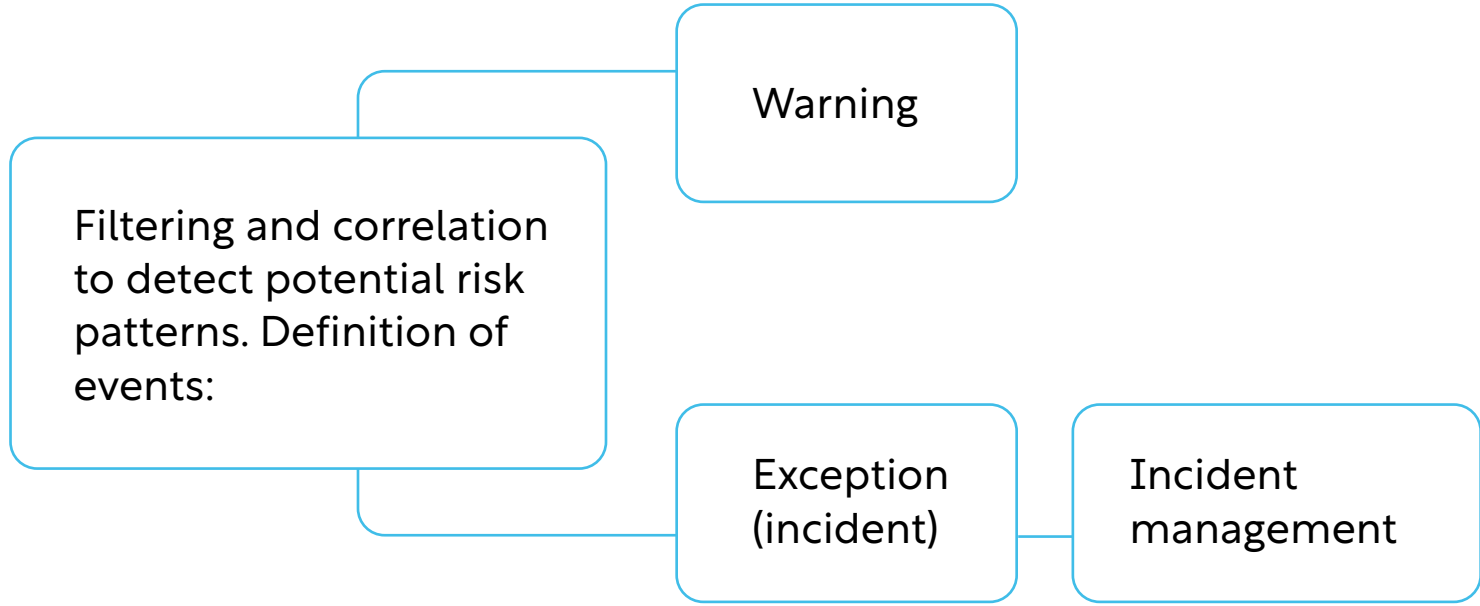 Warning
Filtering and correlation
to detect potential risk
patterns. Definition of
events:
Exception
(incident)
Incident
management